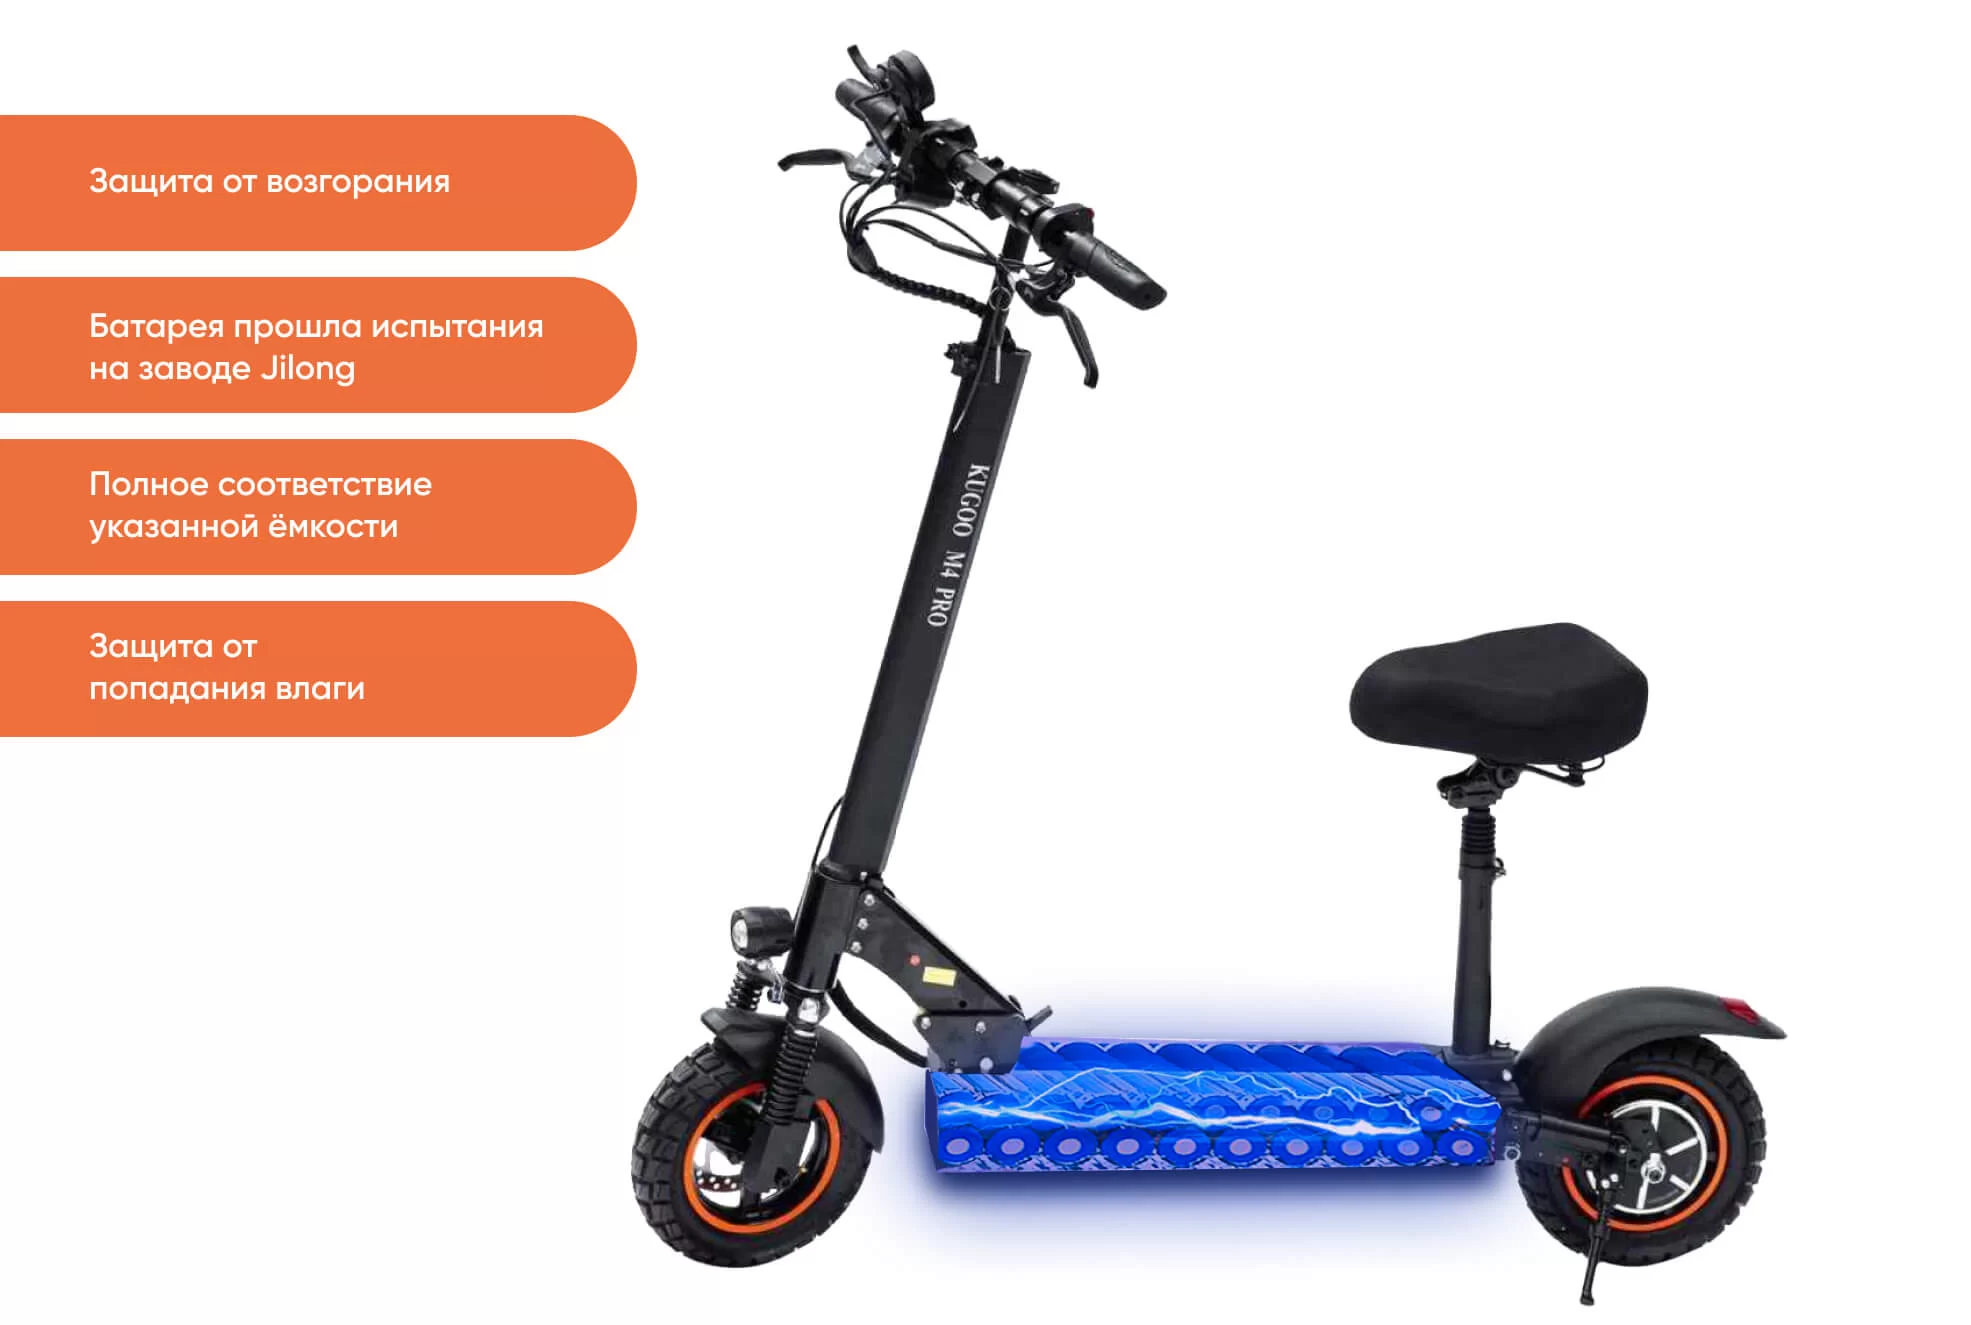 Защита от возгорания
Батарея прошла испытания
на заводе Jilong
Полное соответствие
указанной ёмкости
Защита от
попадания влаги
KUGOO M4 PRO